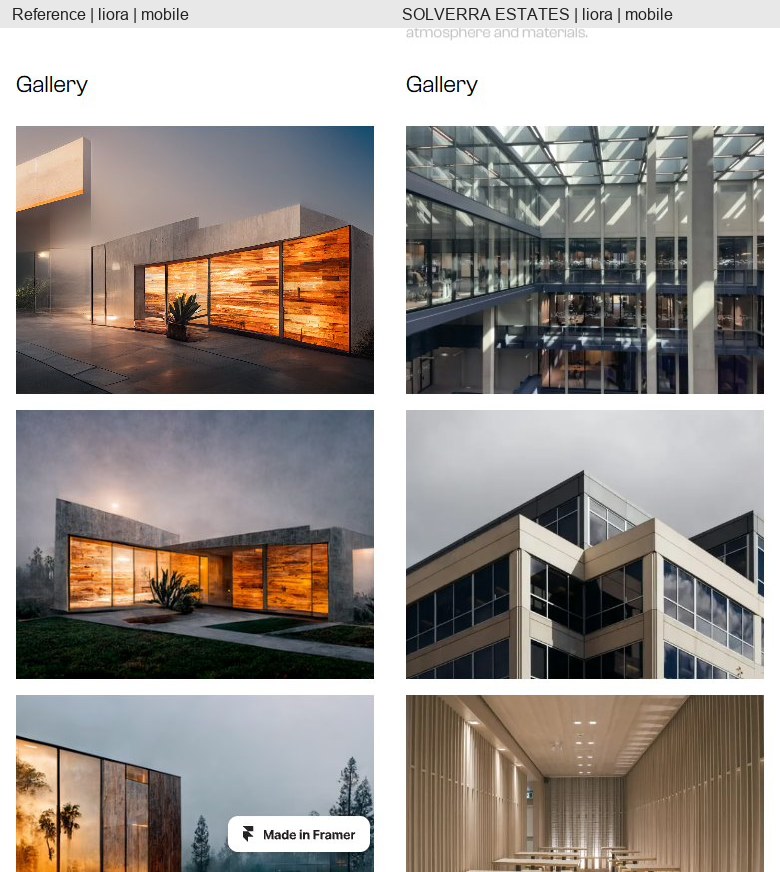 Reference | liora | mobile
SOLVERRA ESTATES | liora | mobile
atmosphere and materials.
Gallery
Gallery
Made in Framer